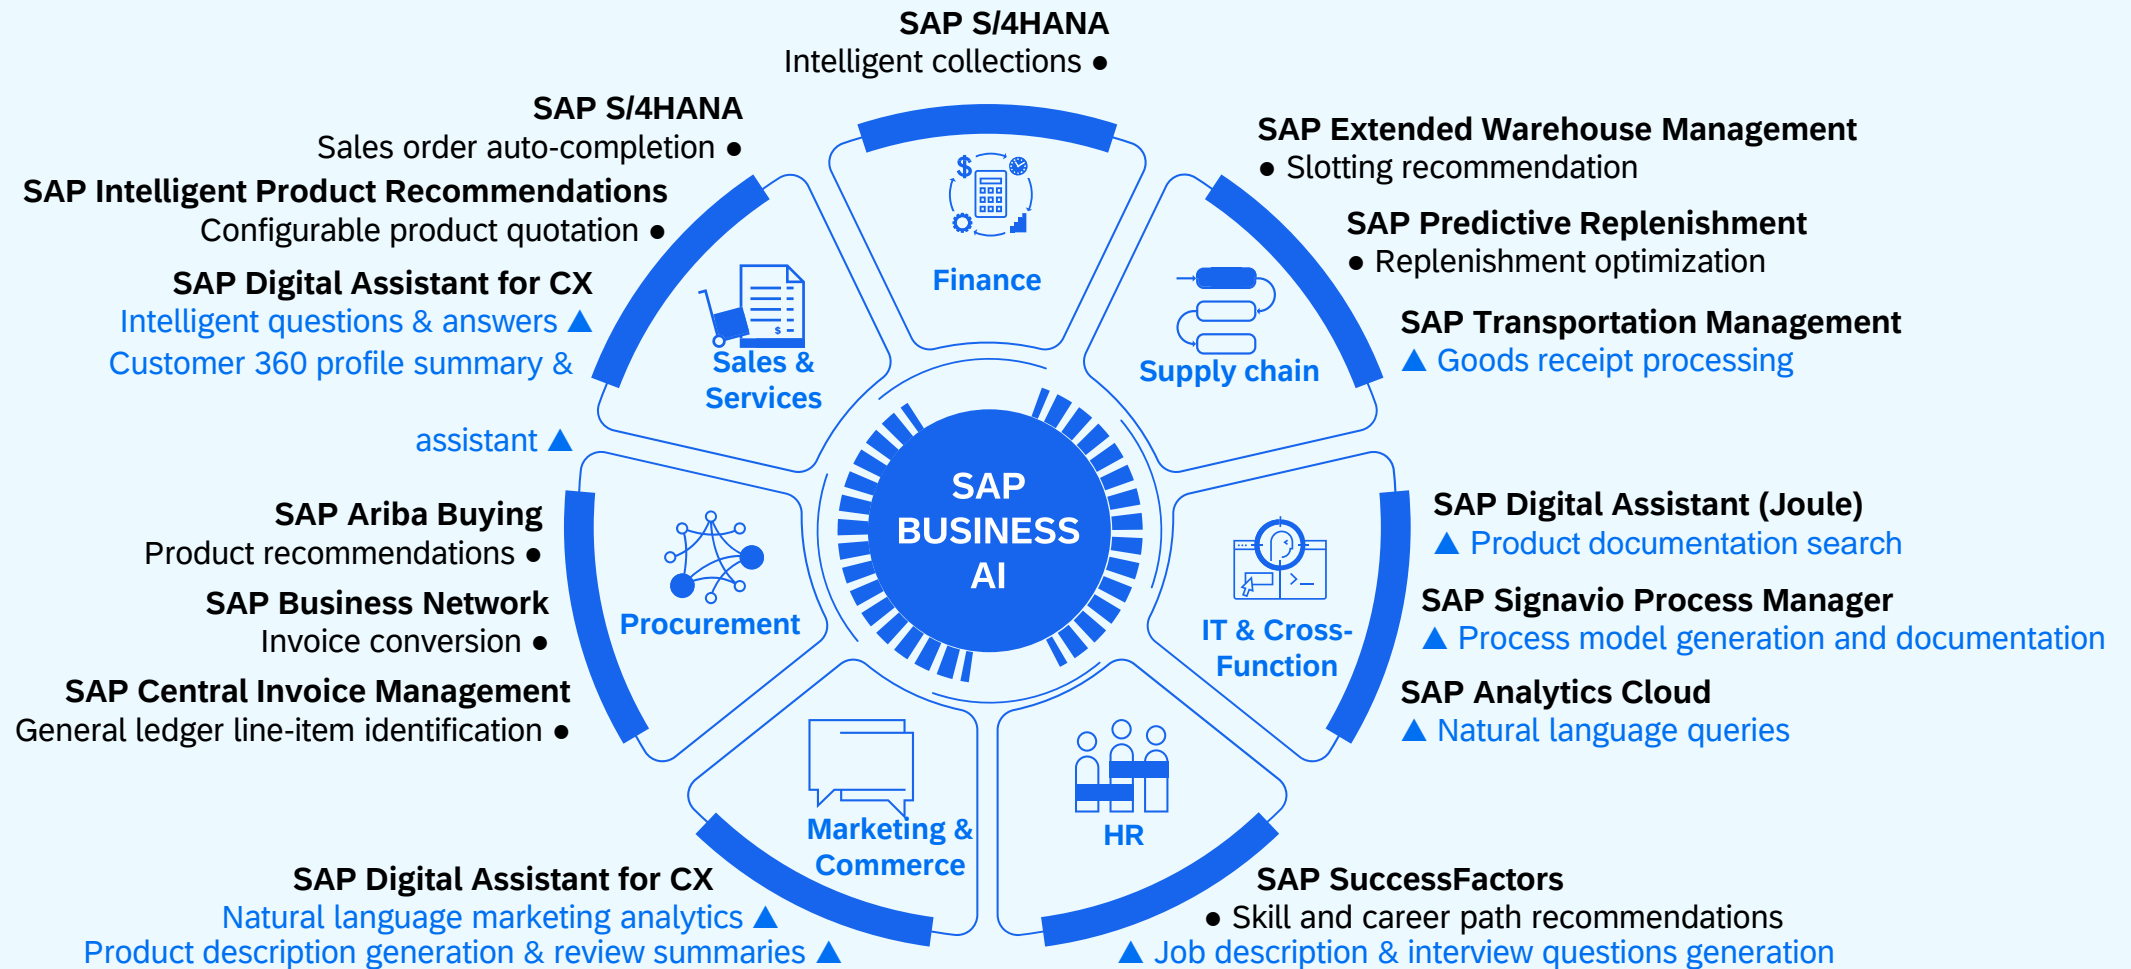 SAP S/4HANA
Intelligent collections ●
SAP S/4HANA
Sales order auto-completion ●
SAP Intelligent Product Recommendations
Configurable product quotation ●
SAP Digital Assistant for CX
Intelligent questions & answers ▲
Customer 360 profile summary &
assistant ▲
SAP Ariba Buying
Product recommendations ●
SAP Business Network
Invoice conversion ●
SAP Central Invoice Management
General ledger line-item identification ●
SAP Digital Assistant for CX
Natural language marketing analytics ▲
Product description generation & review summaries ▲
Finance
Sales &
Services
Supply chain
SAP
BUSINESS
AI
Procurement
IT & Cross-
Function
Marketing &
Commerce
HR
SAP Extended Warehouse Management
● Slotting recommendation
SAP Predictive Replenishment
● Replenishment optimization
SAP Transportation Management
▲ Goods receipt processing
SAP Digital Assistant (Joule)
▲ Product documentation search
SAP Signavio Process Manager
▲ Process model generation and documentation
SAP Analytics Cloud
▲ Natural language queries
SAP SuccessFactors
● Skill and career path recommendations
▲ Job description & interview questions generation